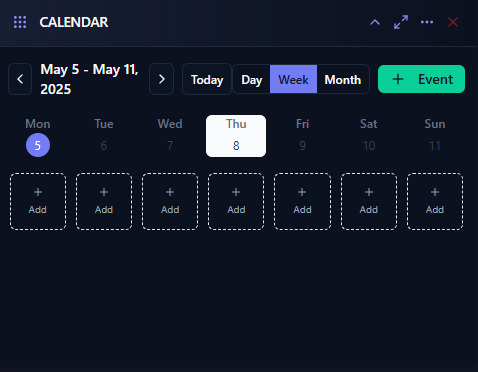 CALENDAR
May 5 - May 11,
2025
Today
Day
Week
Month
+ Event
Mon
Tue
Wed
Thu
Fri
Sat
Sun
5
6
7
8
9
10
11
+ + + + + + +
Add
Add
Add
Add
Add
Add
Add